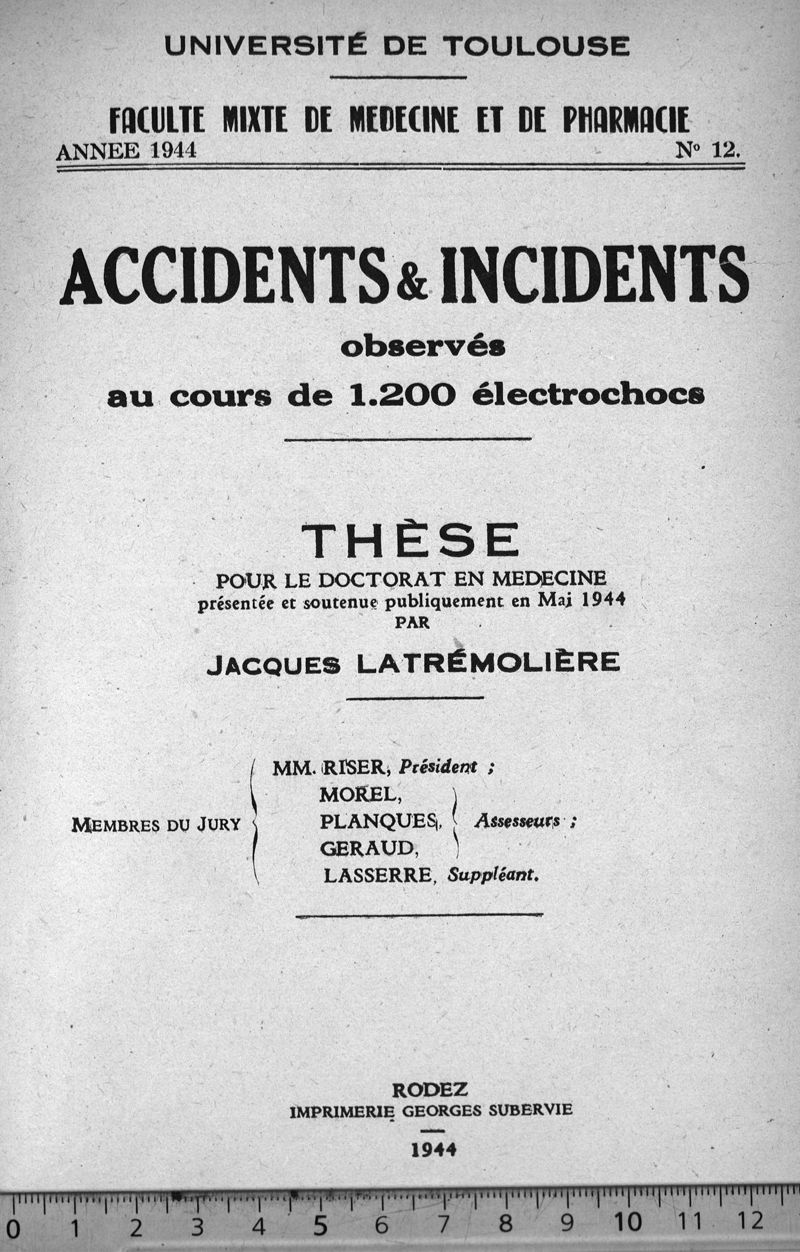 UNIVERSITÉ DE TOULOUSE
FACULTE MIXTE DE MEDECINE ET DE PHARMACIE
ANNEE 1944 Nº 12.
ACCIDENTS & INCIDENTS
observés
au cours de 1.200 électrochocs
THÈSE
POUR LE DOCTORAT EN MEDECINE
présentée et soutenue publiquement en Mai 1944
PAR
JACQUES LATRÉMOLIÈRE
MM. RISER, Président ;
MOREL,
MEMBRES DU JURY PLANQUES, Assesseurs ;
GERAUD,
LASSERRE, Suppléant.
RODEZ
IMPRIMERIE GEORGES SUBERVIE
1944
0 1 2 3 4 5 6 7 8 9 10 11 12